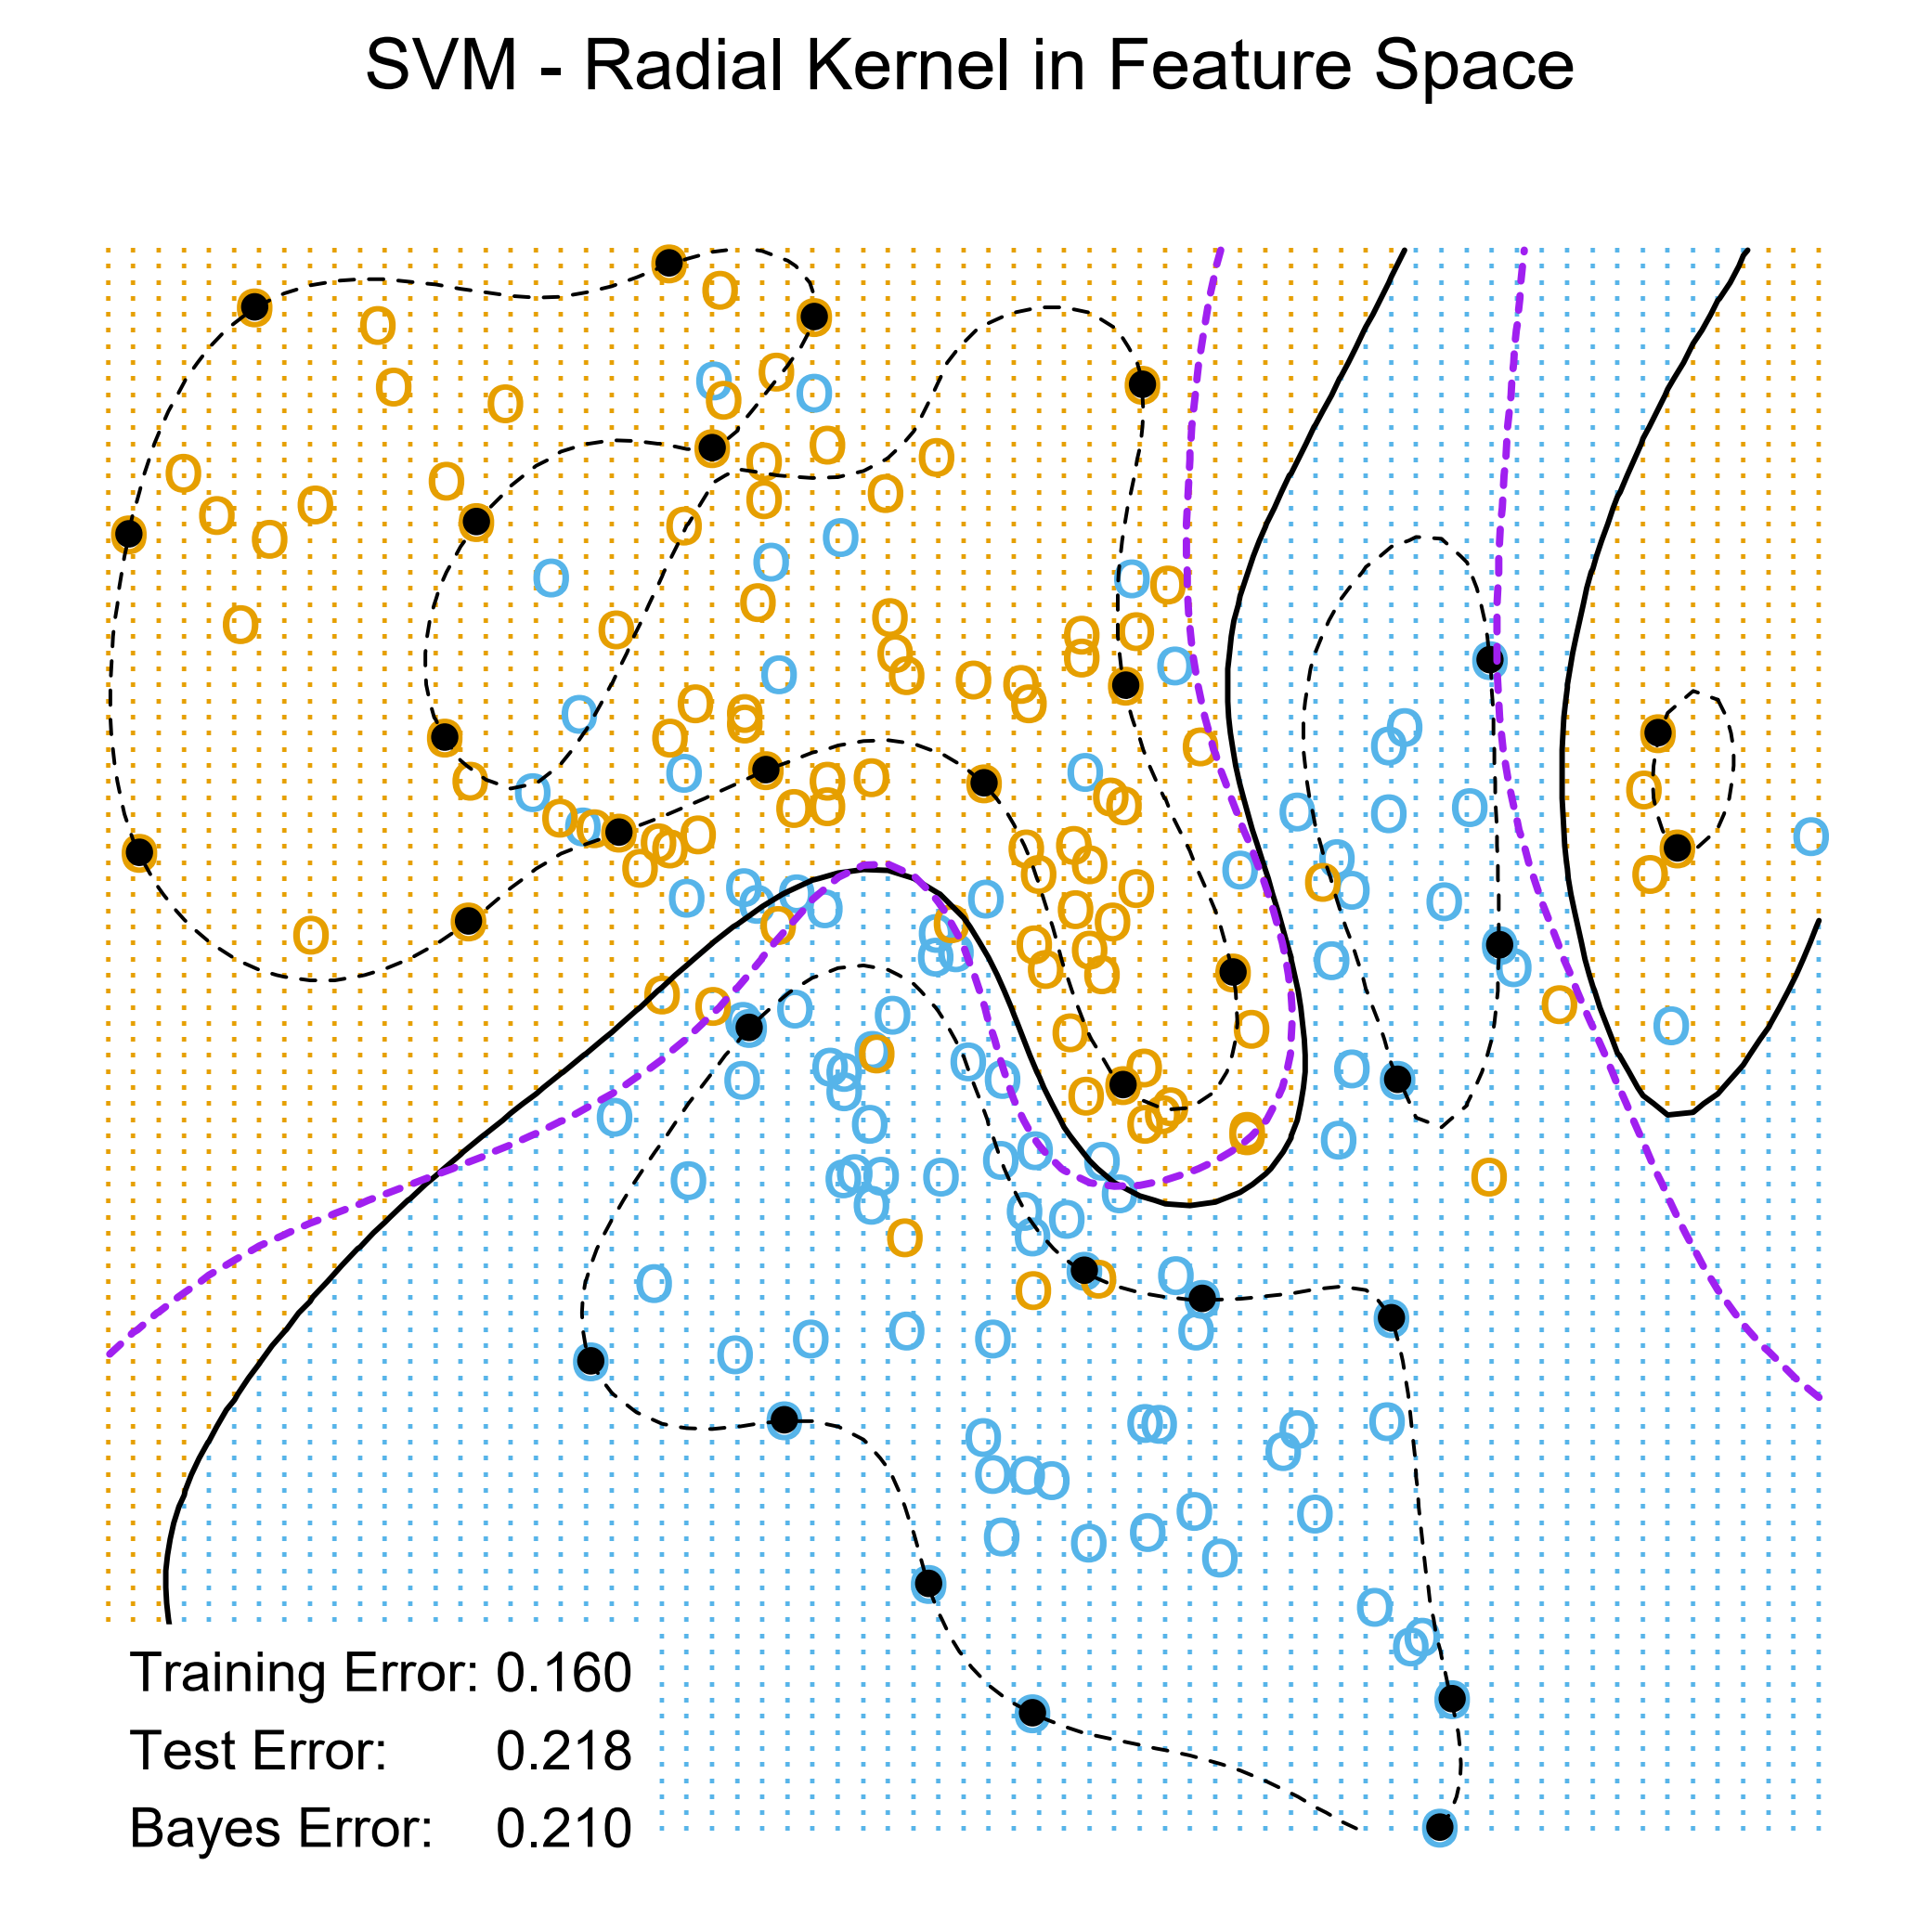 SVM - Radial Kernel in Feature Space
Training Error: 0.160
Test Error: 0.218
Bayes Error: 0.210